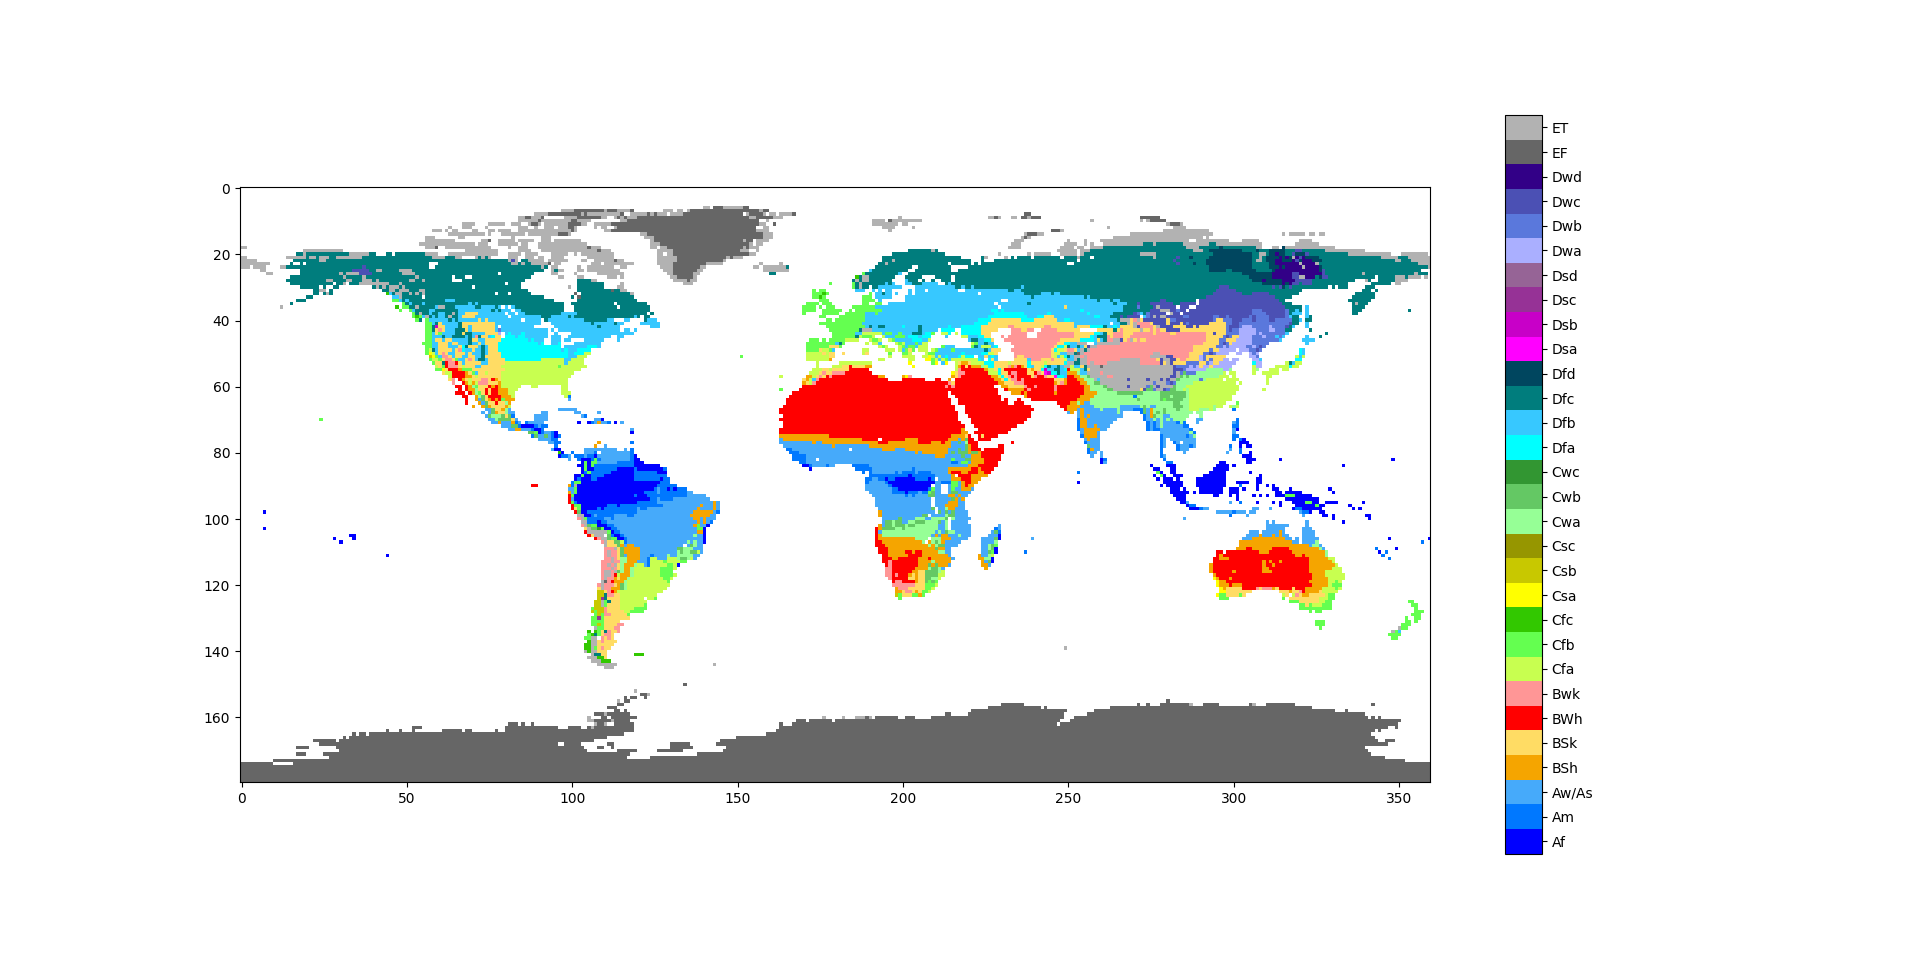 0
20
40
60
80
100
120
140
160
0 50 100 150 200 250 300 350
ET
EF
Dwd
Dwc
Dwb
Dwa
Dsd
Dsc
Dsb
Dsa
Dfd
Dfc
Dfb
Dfa
Cwc
Cwb
Cwa
Csc
Csb
Csa
Cfc
Cfb
Cfa
Bwk
BWh
BSk
BSh
Aw/As
Am
Af